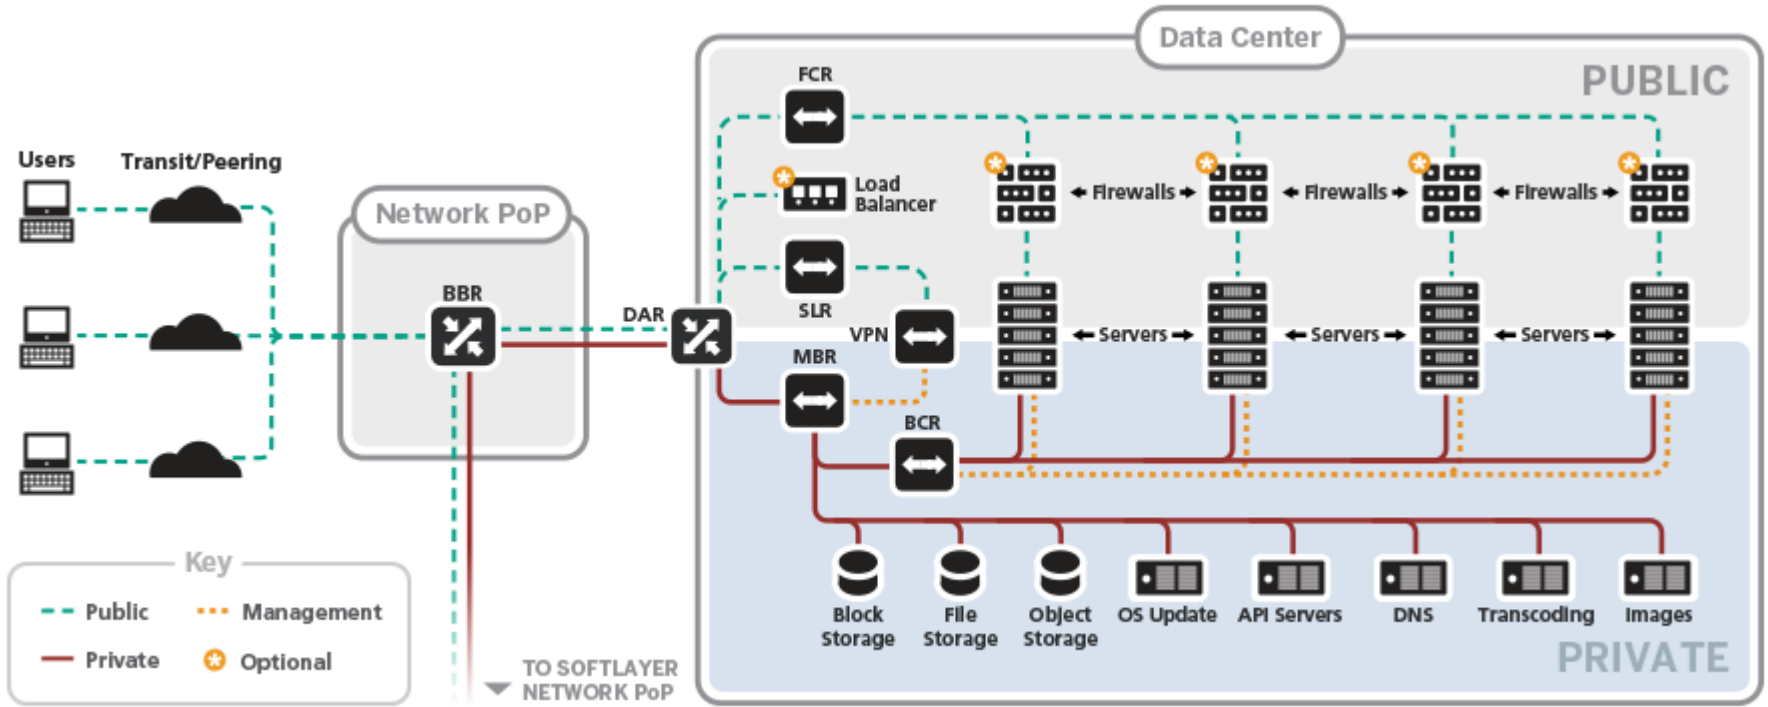 Data Center
PUBLIC
FCR
Users
Transit/Peering
Network PoP
Load
Balancer
Firewalls
Firewalls
Firewalls
BBR
DAR
SLR
VPN
Servers
Servers
Servers
MBR
BCR
Key
Public
Management
Private
Optional
Block
Storage
File
Storage
Object
Storage
OS Update
API Servers
DNS
Transcoding
Images
PRIVATE
TO SOFTLAYER
NETWORK PoP